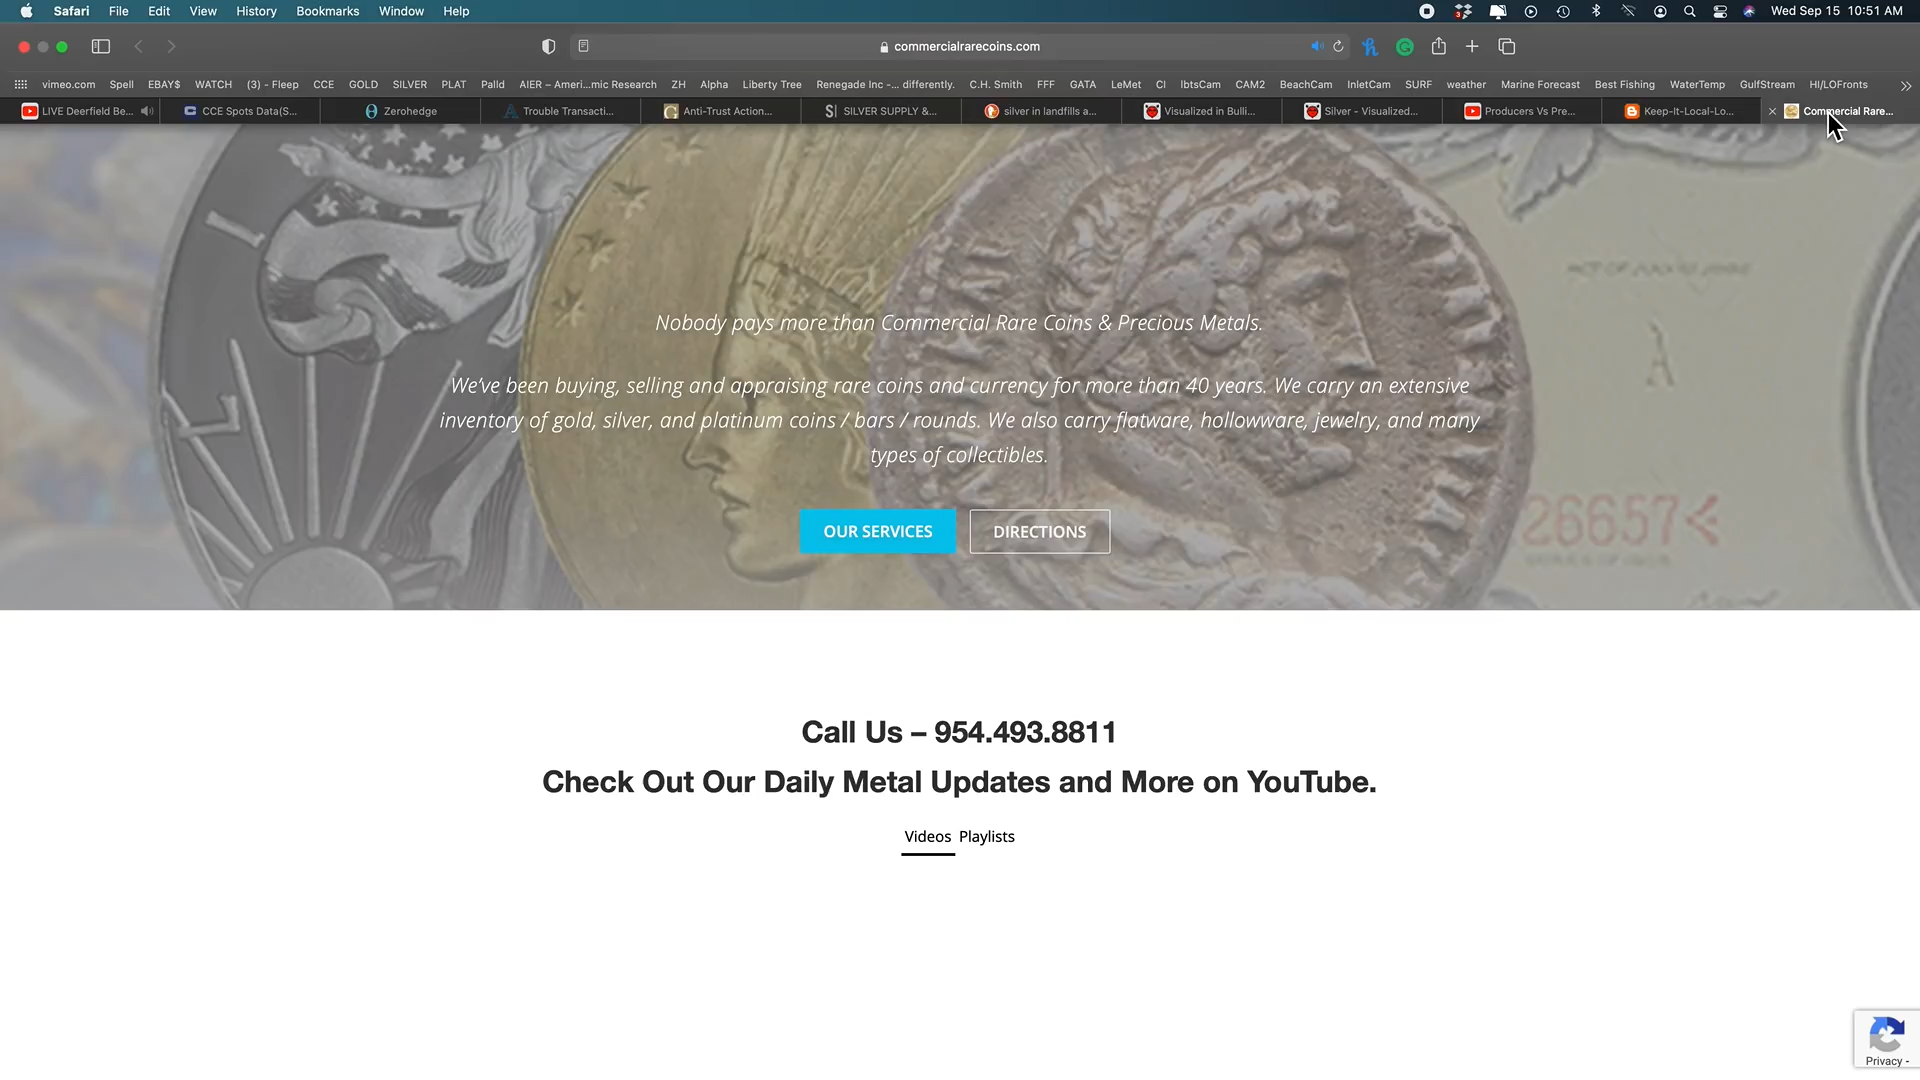 Safari File Edit View History Bookmarks Window Help Wed Sep 15 10:51 AM
commercialrarecoins.com
vimeo.com Spell EBAY$ WATCH (3) - Fleep CCE GOLD SILVER PLAT Palld AIER – Ameri...mic Research ZH Alpha Liberty Tree Renegade Inc -... differently. C.H. Smith FFF GATA LeMet CI IbtsCam CAM2 BeachCam InletCam SURF weather Marine Forecast Best Fishing WaterTemp GulfStream HI/LOFronts
LIVE Deerfield Be... CCE Spots Data(S... Zerohedge Trouble Transacti... Anti-Trust Action... SILVER SUPPLY &... silver in landfills a... Visualized in Bulli... Silver - Visualized... Producers Vs Pre... Keep-It-Local-Lo... Commercial Rare...
Nobody pays more than Commercial Rare Coins & Precious Metals.
We've been buying, selling and appraising rare coins and currency for more than 40 years. We carry an extensive
inventory of gold, silver, and platinum coins / bars / rounds. We also carry flatware, hollowware, jewelry, and many
types of collectibles.
26657
OUR SERVICES DIRECTIONS
Call Us – 954.493.8811
Check Out Our Daily Metal Updates and More on YouTube.
Videos Playlists
Privacy -